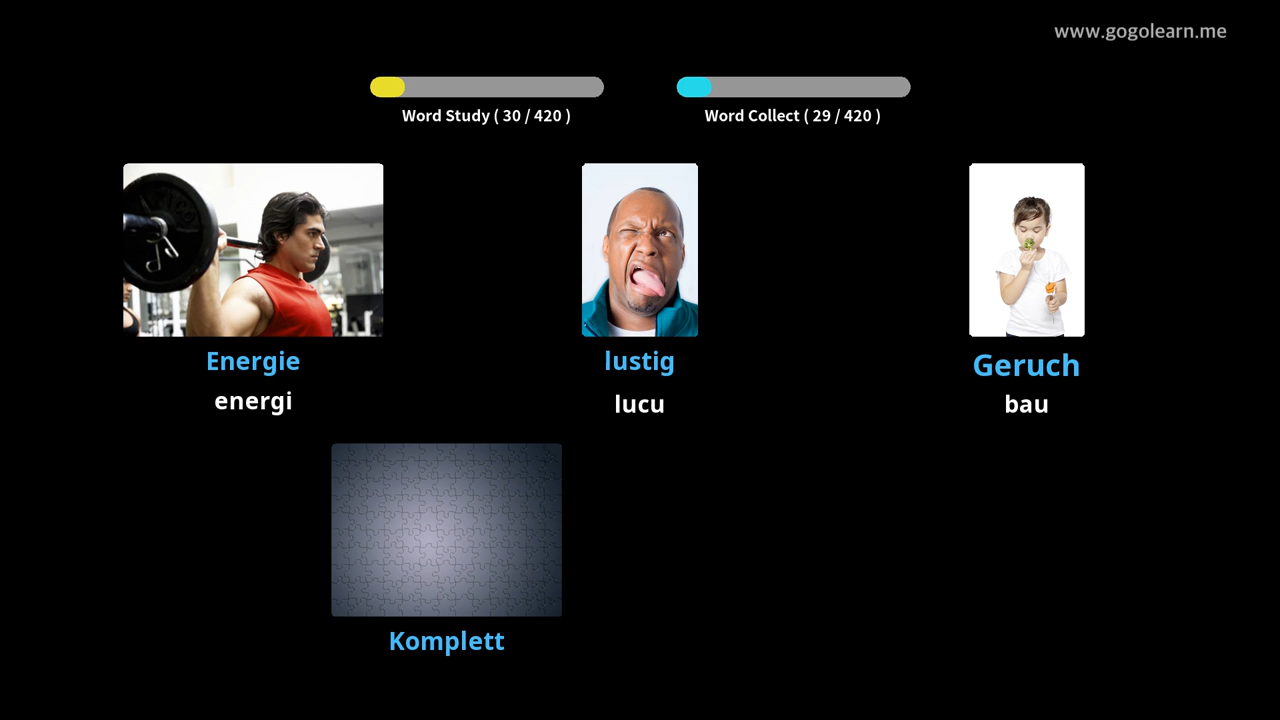 www.gogolearn.me
Word Study ( 30 / 420 )
Word Collect ( 29 / 420 )
Energie
energi
lustig
lucu
Geruch
bau
Komplett